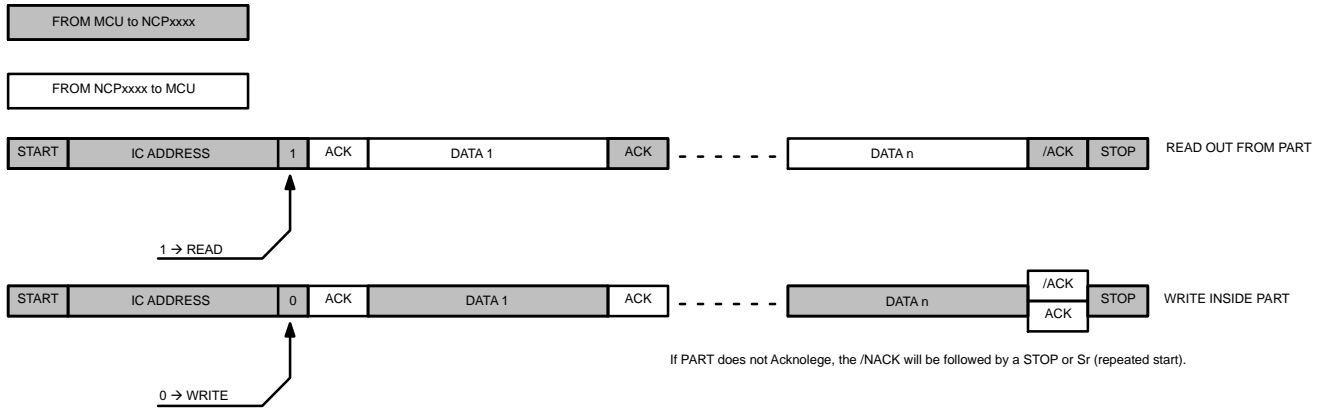 FROM MCU to NCPxxxx
FROM NCPxxxx to MCU
START IC ADDRESS 1 ACK DATA 1 ACK DATA n /ACK STOP READ OUT FROM PART
1 → READ
START IC ADDRESS 0 ACK DATA 1 ACK DATA n /ACK ACK STOP WRITE INSIDE PART
If PART does not Acknolege, the /NACK will be followed by a STOP or Sr (repeated start).
0 → WRITE